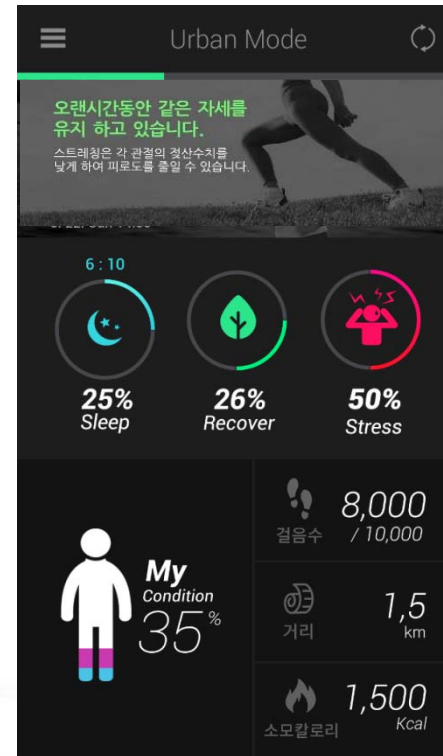 Urban Mode
오랜시간동안 같은 자세를
유지 하고 있습니다.
스트레칭은 각 관절의 젖산수치를
낮게 하여 피로도를 줄일 수 있습니다.
6 : 10
25%
Sleep
26%
Recover
50%
Stress
My
Condition
35%
걸음수
8,000
/ 10,000
거리
1,5
km
소모칼로리
1,500
Kcal